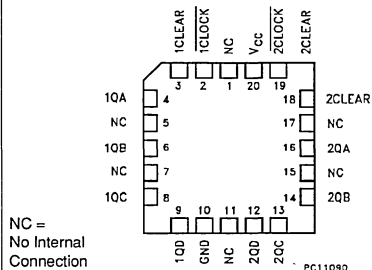 1CLEAR
1CLOCK
NC
VCC
2CLOCK
2CLEAR
3 2 1 20 19
1QA 4 18 2CLEAR
NC 5 17 NC
1QB 6 16 2QA
NC 7 15 NC
1QC 8 14 2QB
9 10 11 12 13
1QD
GND
NC
2QD
2QC
NC =
No Internal
Connection
PC11090